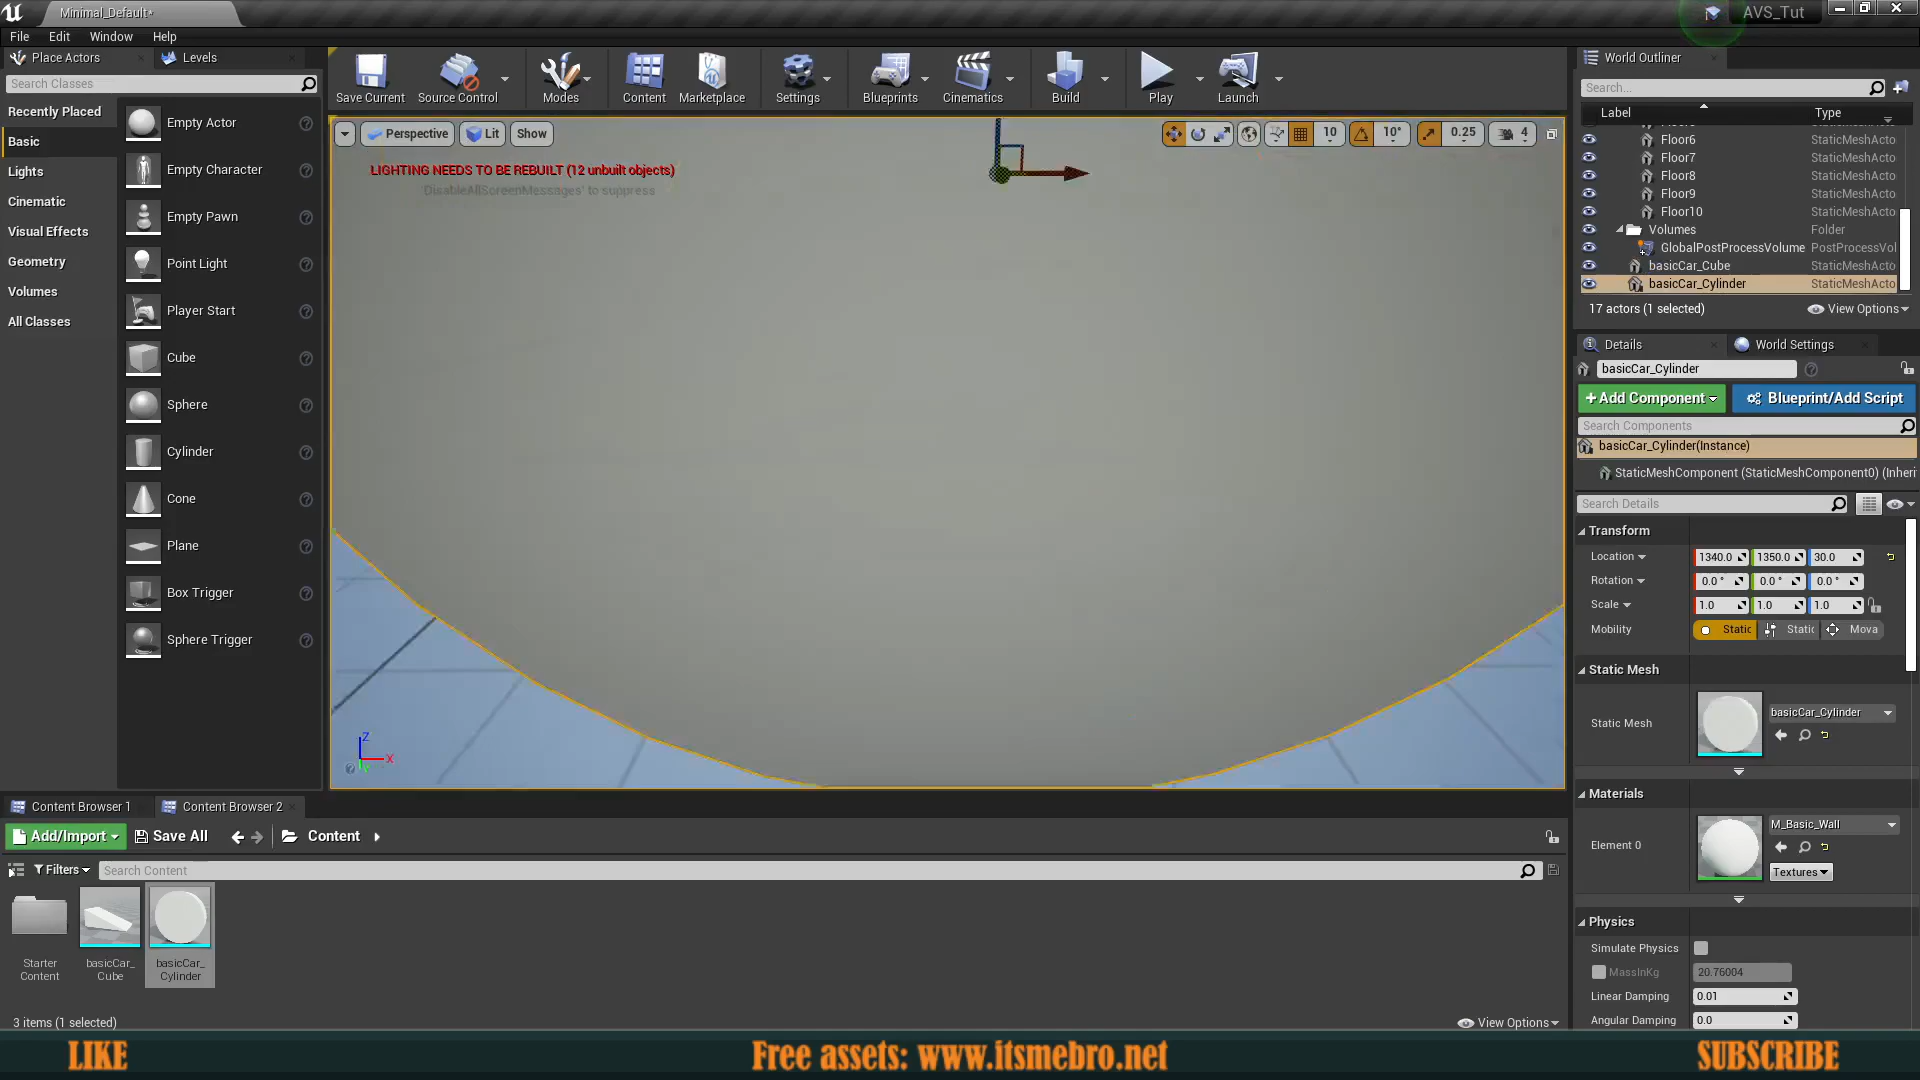 Minimal_Default*
AVS_Tut
File Edit Window Help
Place Actors
Levels
Search Classes
Recently Placed
Basic
Lights
Cinematic
Visual Effects
Geometry
Volumes
All Classes
Empty Actor
Empty Character
Empty Pawn
Point Light
Player Start
Cube
Sphere
Cylinder
Cone
Plane
Box Trigger
Sphere Trigger
Save Current
Source Control
Modes
Content
Marketplace
Settings
Blueprints
Cinematics
Build
Play
Launch
Perspective
Lit
Show
10
10°
0.25
4
LIGHTING NEEDS TO BE REBUILT (12 unbuilt objects)
DisableAllScreenMessages' to suppress
Z
X
World Outliner
Search...
Label Type
Floor6 StaticMeshActo
Floor7 StaticMeshActo
Floor8 StaticMeshActo
Floor9 StaticMeshActo
Floor10 StaticMeshActo
Volumes Folder
GlobalPostProcessVolume PostProcessVol
basicCar_Cube StaticMeshActo
basicCar_Cylinder StaticMeshActo
17 actors (1 selected)
View Options
Details
World Settings
basicCar_Cylinder
+Add Component
Blueprint/Add Script
Search Components
basicCar_Cylinder(Instance)
StaticMeshComponent (StaticMeshComponent0) (Inheri
Search Details
Transform
Location 1340.0 1350.0 30.0
Rotation 0.0° 0.0° 0.0°
Scale 1.0 1.0 1.0
Mobility Static Static Mova
Static Mesh
Static Mesh
basicCar_Cylinder
Materials
Element 0
M_Basic_Wall
Textures
Physics
Simulate Physics
MassInKg 20.76004
Linear Damping 0.01
Angular Damping 0.0
Content Browser 1
Content Browser 2
Add/Import
Save All
Content
Filters
Search Content
Starter
Content
basicCar_
Cube
basicCar_
Cylinder
3 items (1 selected)
View Options
LIKE
Free assets: www.itsmebro.net
SUBSCRIBE